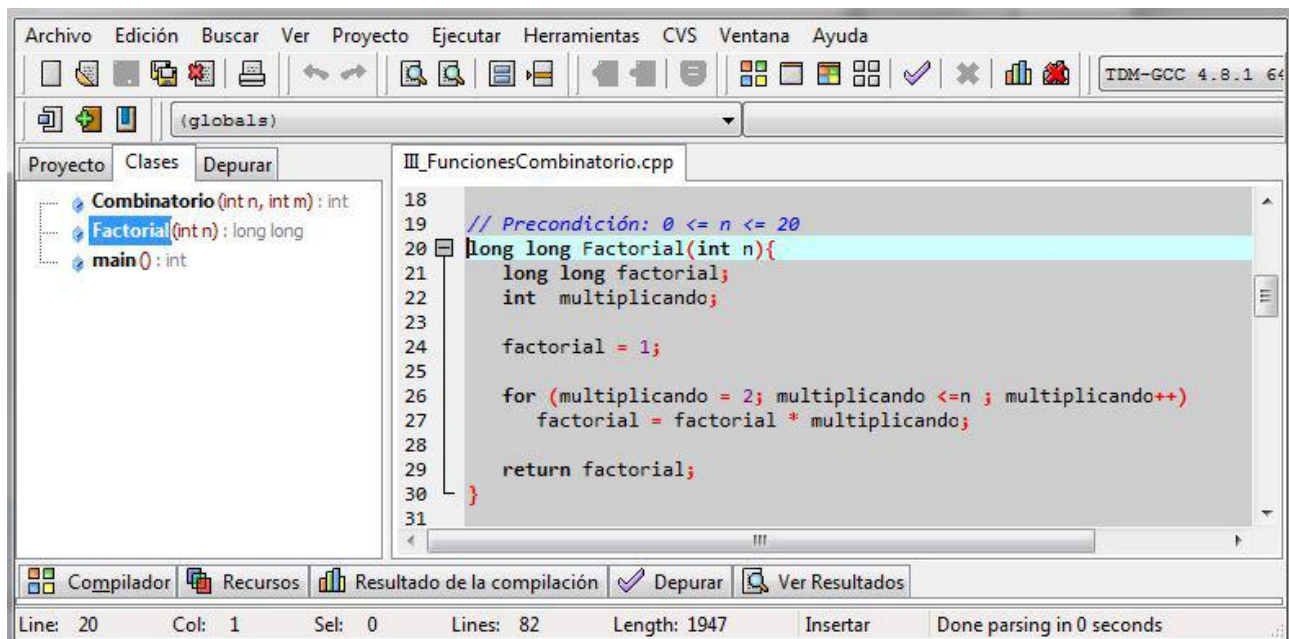 Archivo Edición Buscar Ver Proyecto Ejecutar Herramientas CVS Ventana Ayuda
TDM-GCC 4.8.1 64
(globals)
Proyecto Clases Depurar
III_FuncionesCombinatorio.cpp
Combinatorio (int n, int m) : int
Factorial (int n) : long long
main () : int
18
19 // Precondición: 0 <= n <= 20
20 long long Factorial(int n){
21 long long factorial;
22 int multiplicando;
23
24 factorial = 1;
25
26 for (multiplicando = 2; multiplicando <=n ; multiplicando++)
27 factorial = factorial * multiplicando;
28
29 return factorial;
30 }
31
Compilador Recursos Resultado de la compilación Depurar Ver Resultados
Line: 20 Col: 1 Sel: 0 Lines: 82 Length: 1947 Insertar Done parsing in 0 seconds